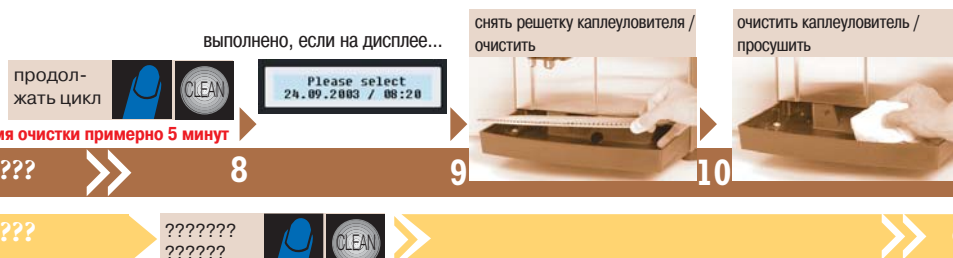 снять решетку каплеуловителя /
очистить
очистить каплеуловитель /
просушить
выполнено, если на дисплее...
продол-
жать цикл
CLEAN
Please select
24.09.2003 / 08:20
очистки примерно 5 минут
???
8
9
10
???
???????
??????
CLEAN